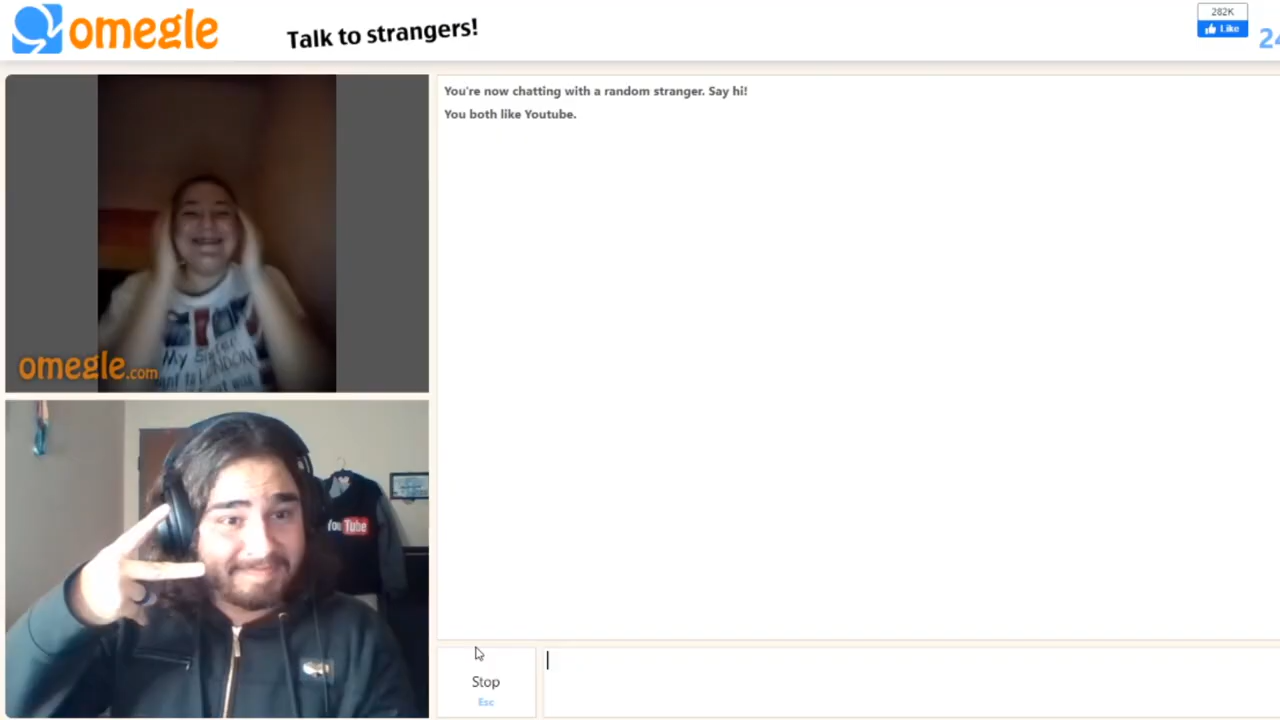 omegle
Talk to strangers!
282K
Like
24
You're now chatting with a random stranger. Say hi!
You both like Youtube.
My Sister
LONDON
omegle.com
YouTube
Stop
Esc